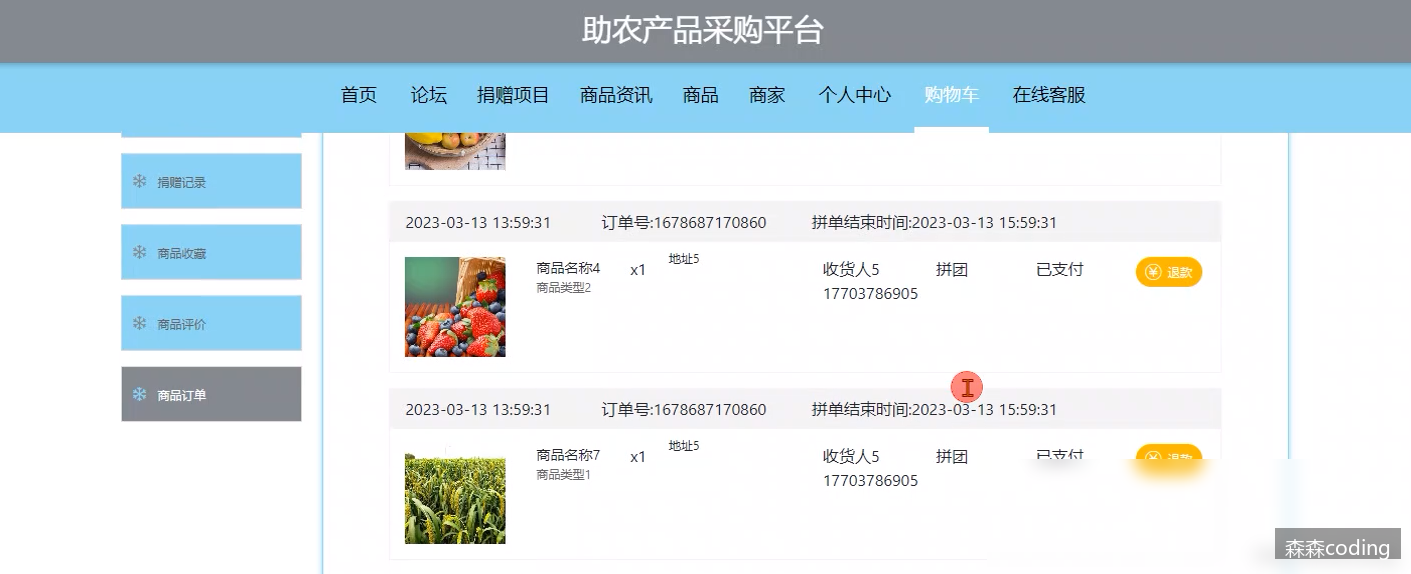 助农产品采购平台
首页 论坛 捐赠项目 商品资讯 商品 商家 个人中心 购物车 在线客服
捐赠记录
商品收藏
商品评价
商品订单
2023-03-13 13:59:31 订单号:1678687170860 拼单结束时间:2023-03-13 15:59:31
商品名称4 x1 地址5 收货人5 拼团 已支付 退款
商品类型2 17703786905
2023-03-13 13:59:31 订单号:1678687170860 拼单结束时间:2023-03-13 15:59:31
商品名称7 x1 地址5 收货人5 拼团 已支付 退款
商品类型1 17703786905
森森coding